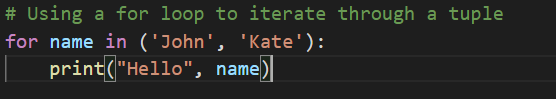 # Using a for loop to iterate through a tuple
for name in ('John', 'Kate'):
    print("Hello", name)